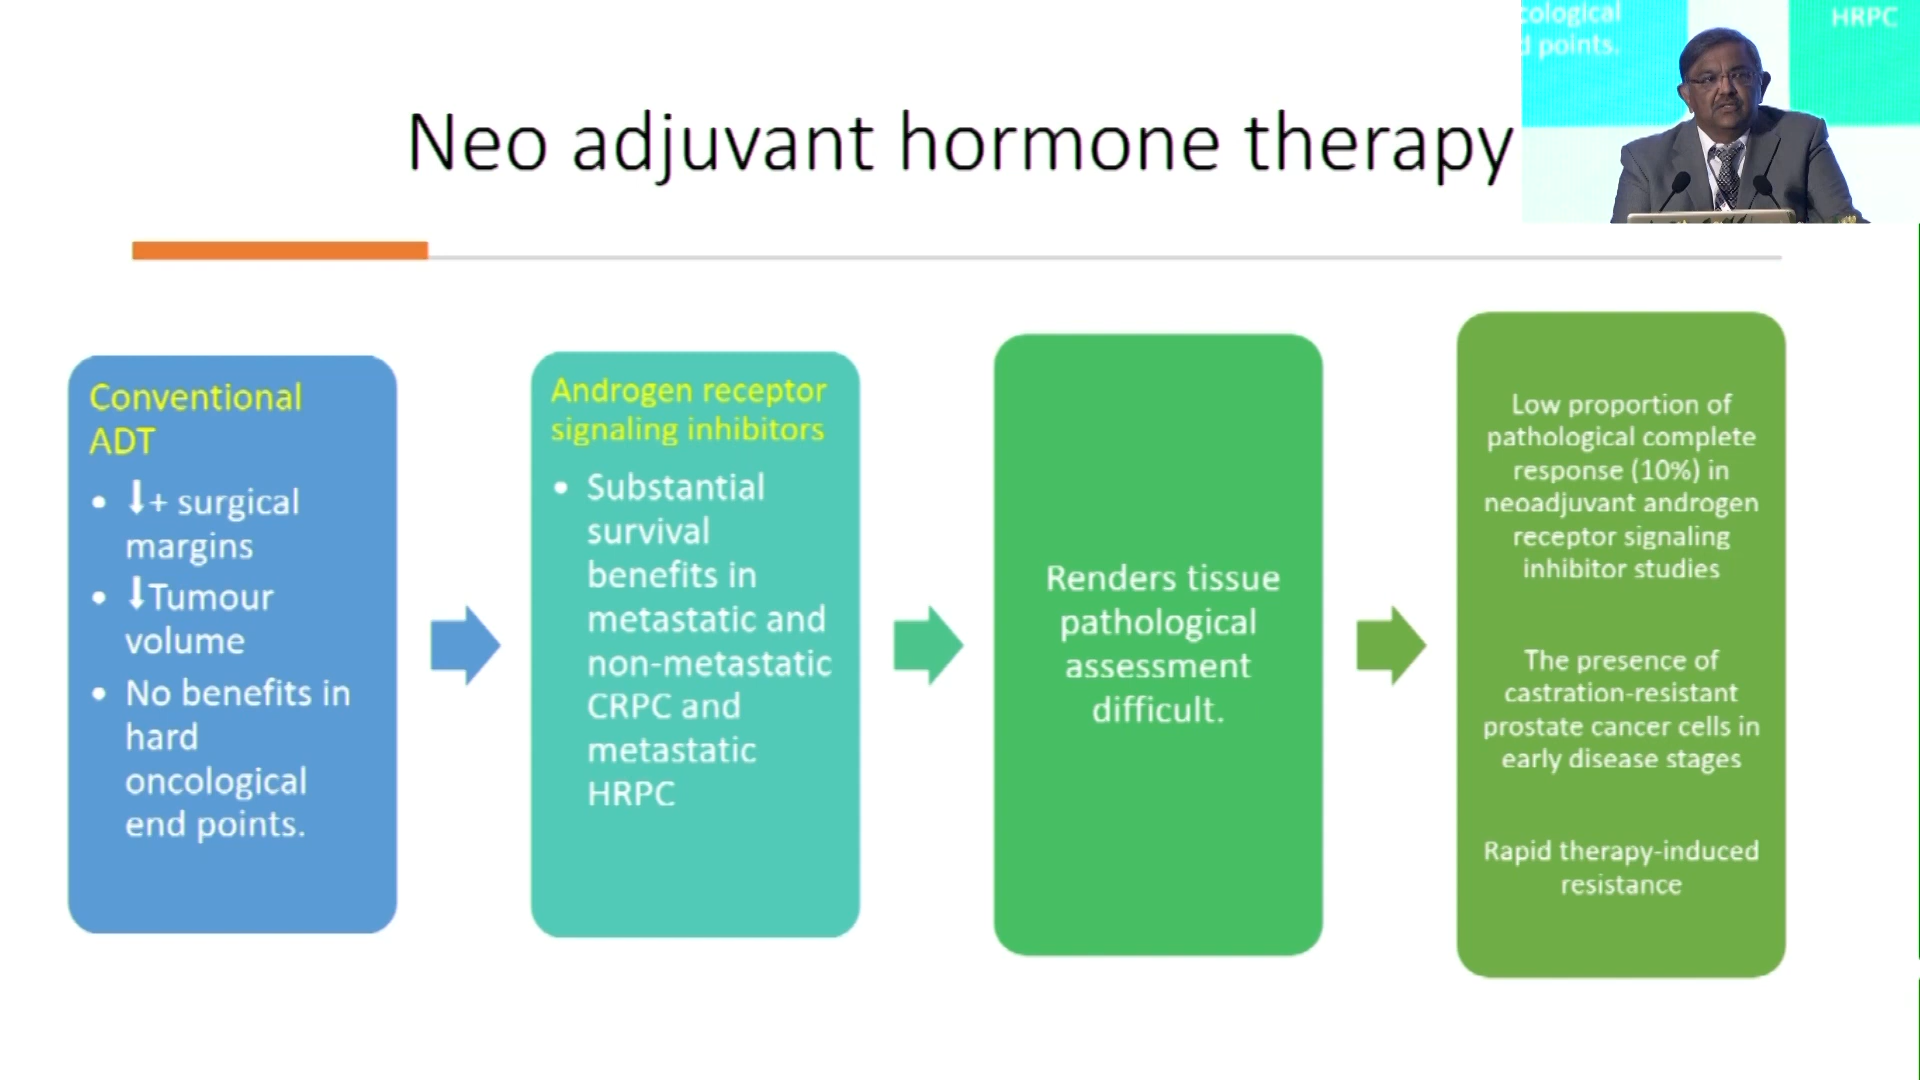 cological
d points.
HRPC
Neo adjuvant hormone therapy
Conventional
ADT
• ⬇+ surgical
margins
• ⬇Tumour
volume
• No benefits in
hard
oncological
end points.
Androgen receptor
signaling inhibitors
• Substantial
survival
benefits in
metastatic and
non-metastatic
CRPC and
metastatic
HRPC
Renders tissue
pathological
assessment
difficult.
Low proportion of
pathological complete
response (10%) in
neoadjuvant androgen
receptor signaling
inhibitor studies
The presence of
castration-resistant
prostate cancer cells in
early disease stages
Rapid therapy-induced
resistance